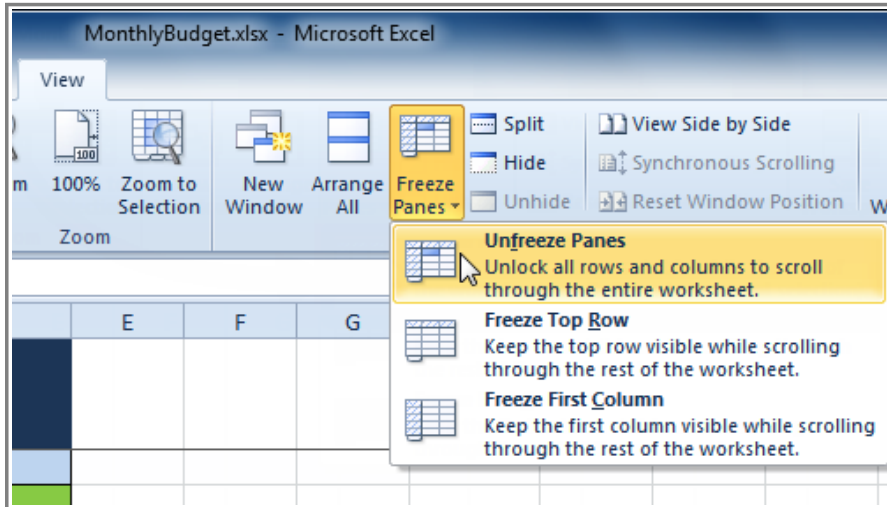 MonthlyBudget.xlsx - Microsoft Excel
View
100
m 100% Zoom to Selection New Window Arrange All Freeze Panes
Split
Hide
Unhide
View Side by Side
Synchronous Scrolling
Reset Window Position
W
Zoom
Unfreeze Panes
Unlock all rows and columns to scroll
through the entire worksheet.
Freeze Top Row
Keep the top row visible while scrolling
through the rest of the worksheet.
Freeze First Column
Keep the first column visible while scrolling
through the rest of the worksheet.
E F G